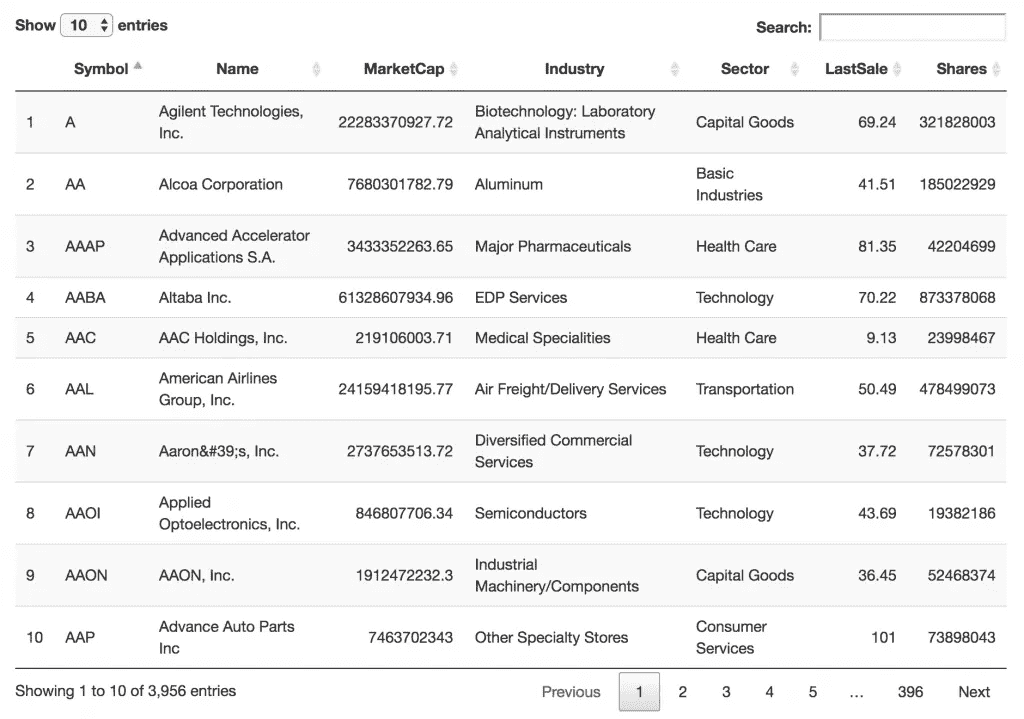 Show 10 entries Search:
Symbol Name MarketCap Industry Sector LastSale Shares
1 A Agilent Technologies, Inc. 22283370927.72 Biotechnology: Laboratory Analytical Instruments Capital Goods 69.24 321828003
2 AA Alcoa Corporation 7680301782.79 Aluminum Basic Industries 41.51 185022929
3 AAAP Advanced Accelerator Applications S.A. 3433352263.65 Major Pharmaceuticals Health Care 81.35 42204699
4 AABA Altaba Inc. 61328607934.96 EDP Services Technology 70.22 873378068
5 AAC AAC Holdings, Inc. 219106003.71 Medical Specialities Health Care 9.13 23998467
6 AAL American Airlines Group, Inc. 24159418195.77 Air Freight/Delivery Services Transportation 50.49 478499073
7 AAN Aaron&#39;s, Inc. 2737653513.72 Diversified Commercial Services Technology 37.72 72578301
8 AAOI Applied Optoelectronics, Inc. 846807706.34 Semiconductors Technology 43.69 19382186
9 AAON AAON, Inc. 1912472232.3 Industrial Machinery/Components Capital Goods 36.45 52468374
10 AAP Advance Auto Parts Inc 7463702343 Other Specialty Stores Consumer Services 101 73898043
Showing 1 to 10 of 3,956 entries Previous 1 2 3 4 5 … 396 Next